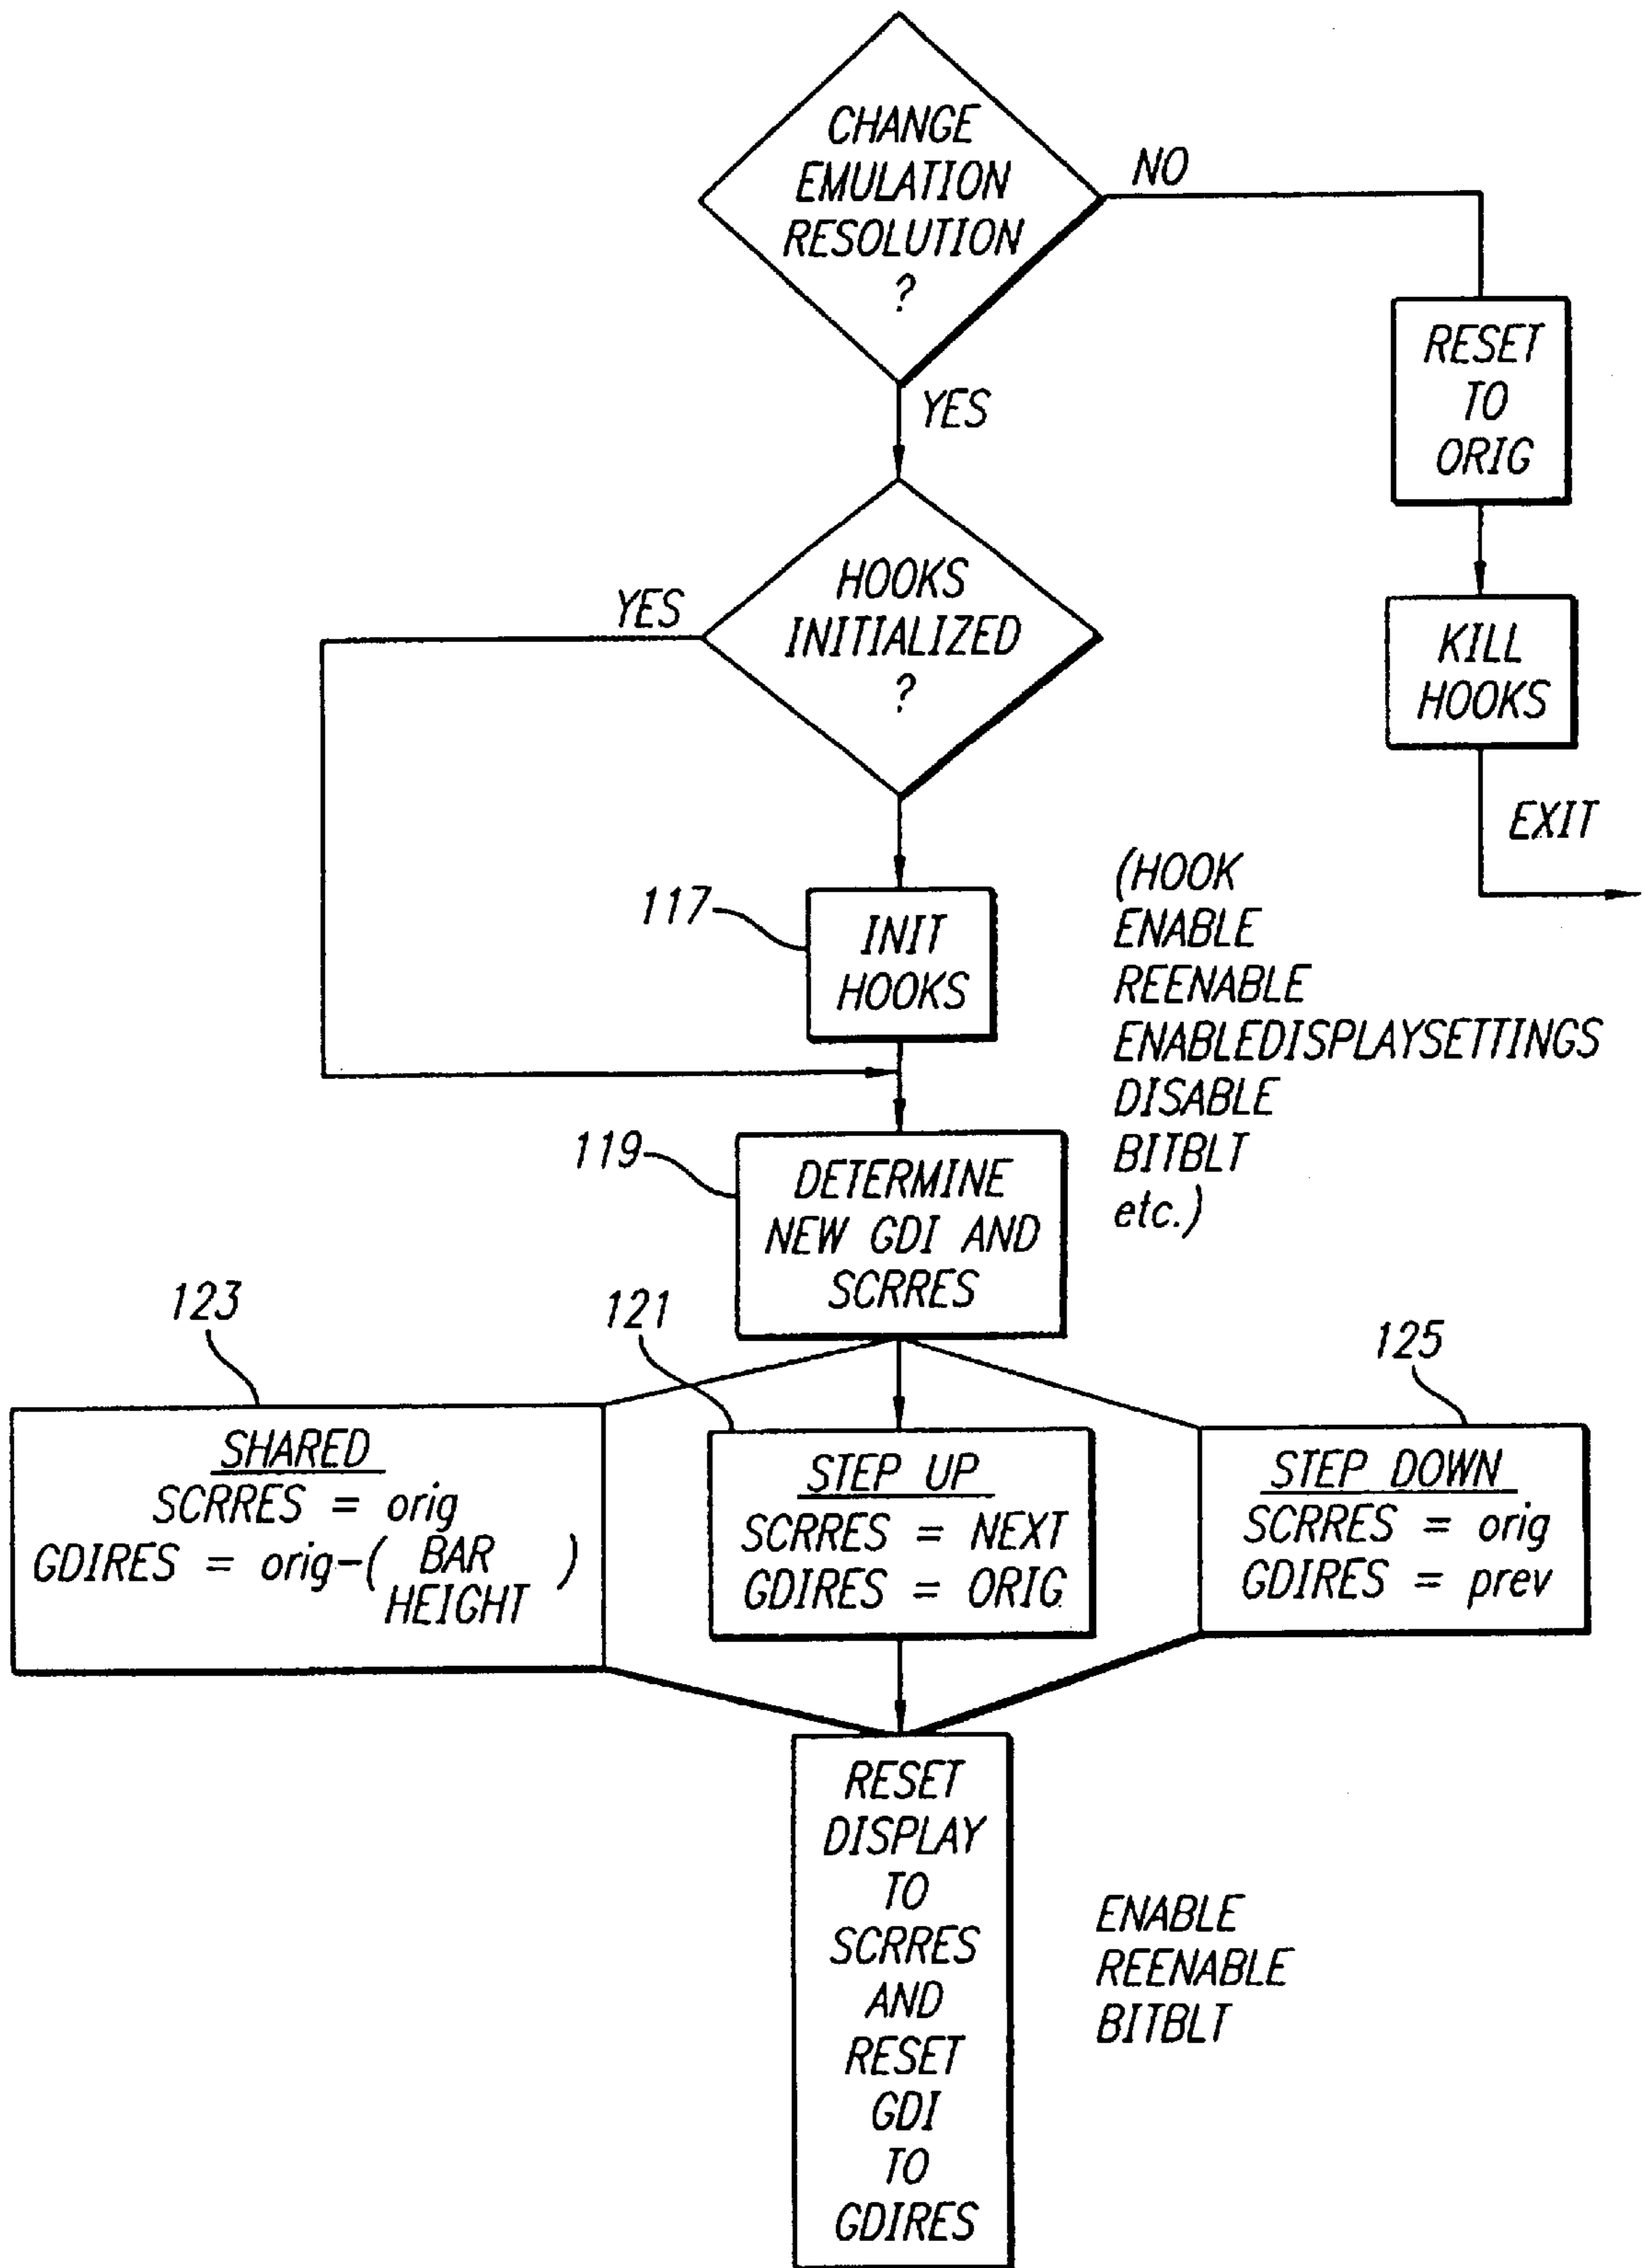 CHANGE
EMULATION
RESOLUTION
?
NO
YES
RESET
TO
ORIG
HOOKS
INITIALIZED
?
YES
KILL
HOOKS
EXIT
117
INIT
HOOKS
(HOOK
ENABLE
REENABLE
ENABLEDISPLAYSETTINGS
DISABLE
BITBLT
etc.)
119
DETERMINE
NEW GDI AND
SCRRES
123
SHARED
SCRRES = orig
GDIRES = orig-( BAR
HEIGHT )
121
STEP UP
SCRRES = NEXT
GDIRES = ORIG
125
STEP DOWN
SCRRES = orig
GDIRES = prev
RESET
DISPLAY
TO
SCRRES
AND
RESET
GDI
TO
GDIRES
ENABLE
REENABLE
BITBLT